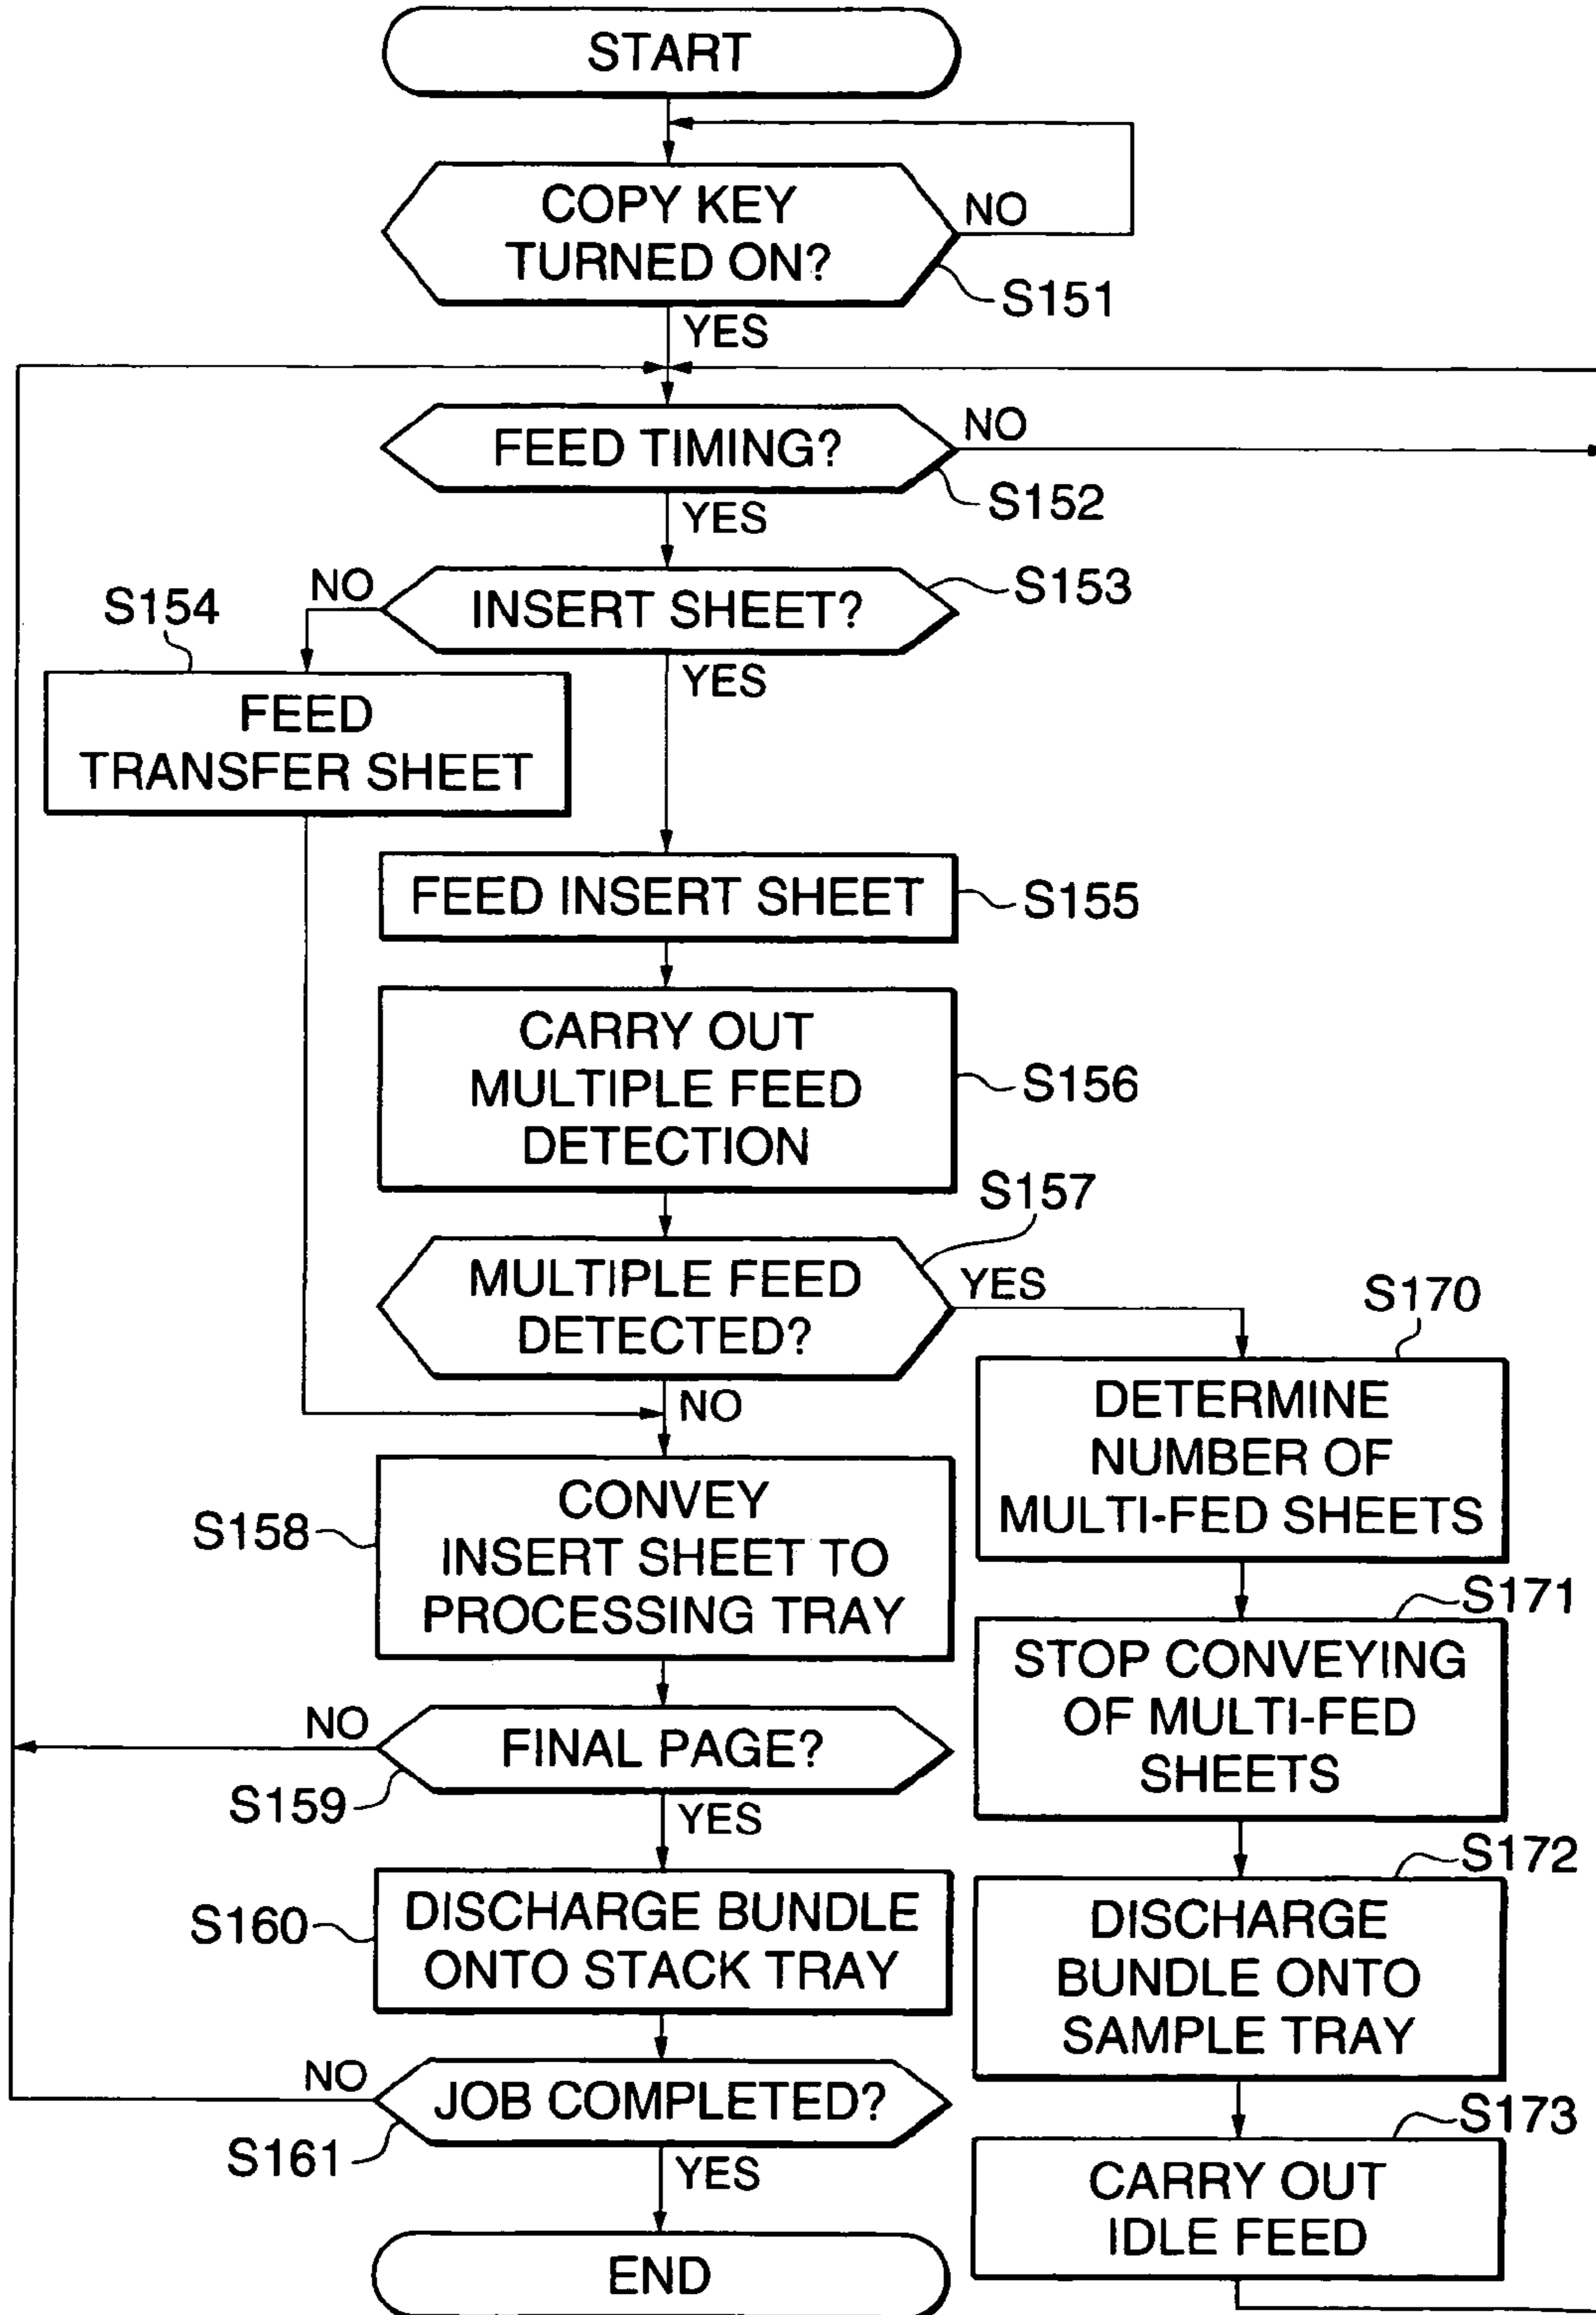 START
COPY KEY
TURNED ON?
NO
S151
YES
FEED TIMING?
NO
S152
YES
INSERT SHEET?
NO
S153
S154
YES
FEED
TRANSFER SHEET
FEED INSERT SHEET
S155
CARRY OUT
MULTIPLE FEED
DETECTION
S156
S157
MULTIPLE FEED
DETECTED?
YES
NO
S158
CONVEY
INSERT SHEET TO
PROCESSING TRAY
NO
FINAL PAGE?
S159
YES
S160
DISCHARGE BUNDLE
ONTO STACK TRAY
NO
JOB COMPLETED?
S161
YES
END
S170
DETERMINE
NUMBER OF
MULTI-FED SHEETS
S171
STOP CONVEYING
OF MULTI-FED
SHEETS
S172
DISCHARGE
BUNDLE ONTO
SAMPLE TRAY
S173
CARRY OUT
IDLE FEED